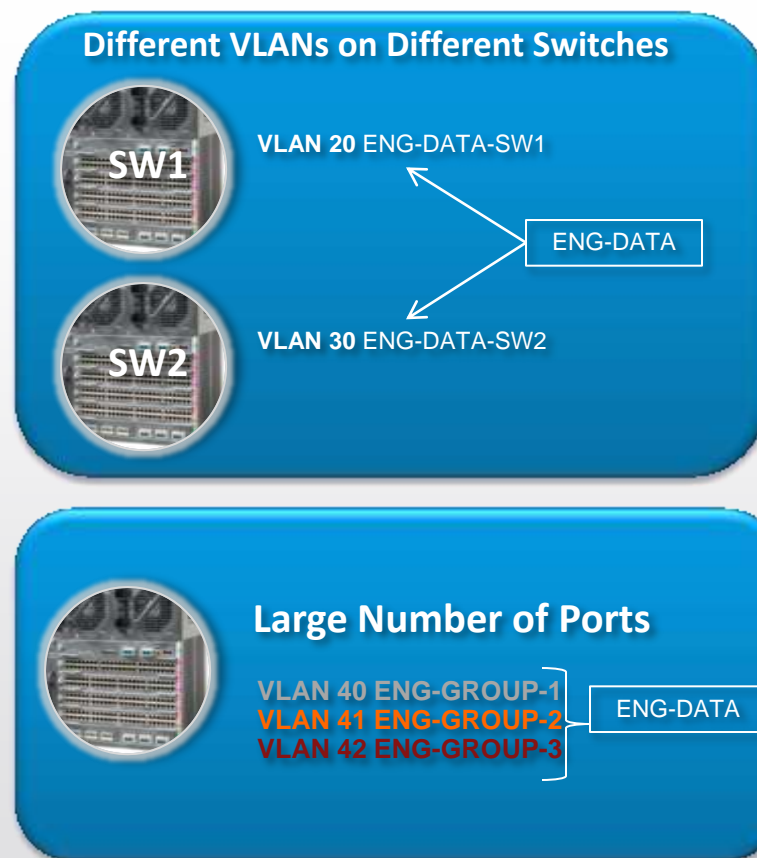 Different VLANs on Different Switches
SW1
VLAN 20 ENG-DATA-SW1
ENG-DATA
SW2
VLAN 30 ENG-DATA-SW2
Large Number of Ports
VLAN 40 ENG-GROUP-1
VLAN 41 ENG-GROUP-2
VLAN 42 ENG-GROUP-3
ENG-DATA